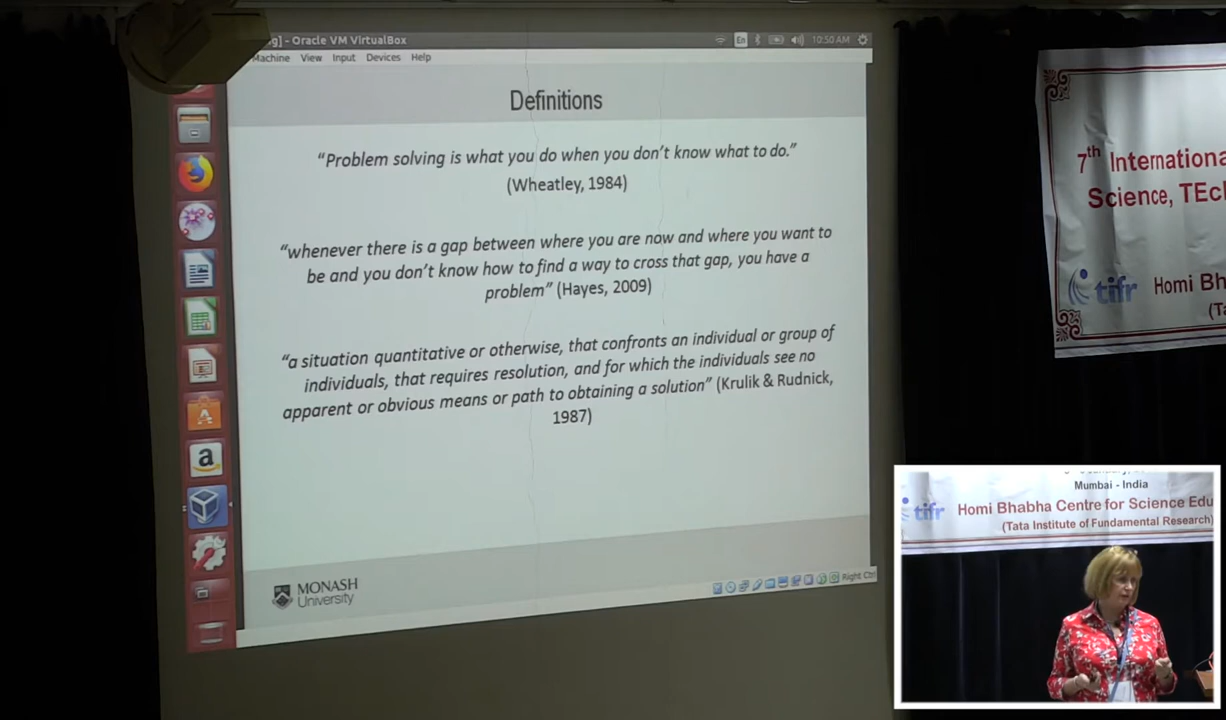 - Oracle VM VirtualBox
En
10:50 AM
Machine View Input Devices Help
Definitions
“Problem solving is what you do when you don’t know what to do.”
(Wheatley, 1984)
“whenever there is a gap between where you are now and where you want to
be and you don’t know how to find a way to cross that gap, you have a
problem” (Hayes, 2009)
“a situation quantitative or otherwise, that confronts an individual or group of
individuals, that requires resolution, and for which the individuals see no
apparent or obvious means or path to obtaining a solution” (Krulik & Rudnick,
1987)
MONASH
University
Right Ctrl
7th Internationa
Science, TEc
tifr
Homi Bh
(Ta
Mumbai - India
tifr
Homi Bhabha Centre for Science Edu
(Tata Institute of Fundamental Research)